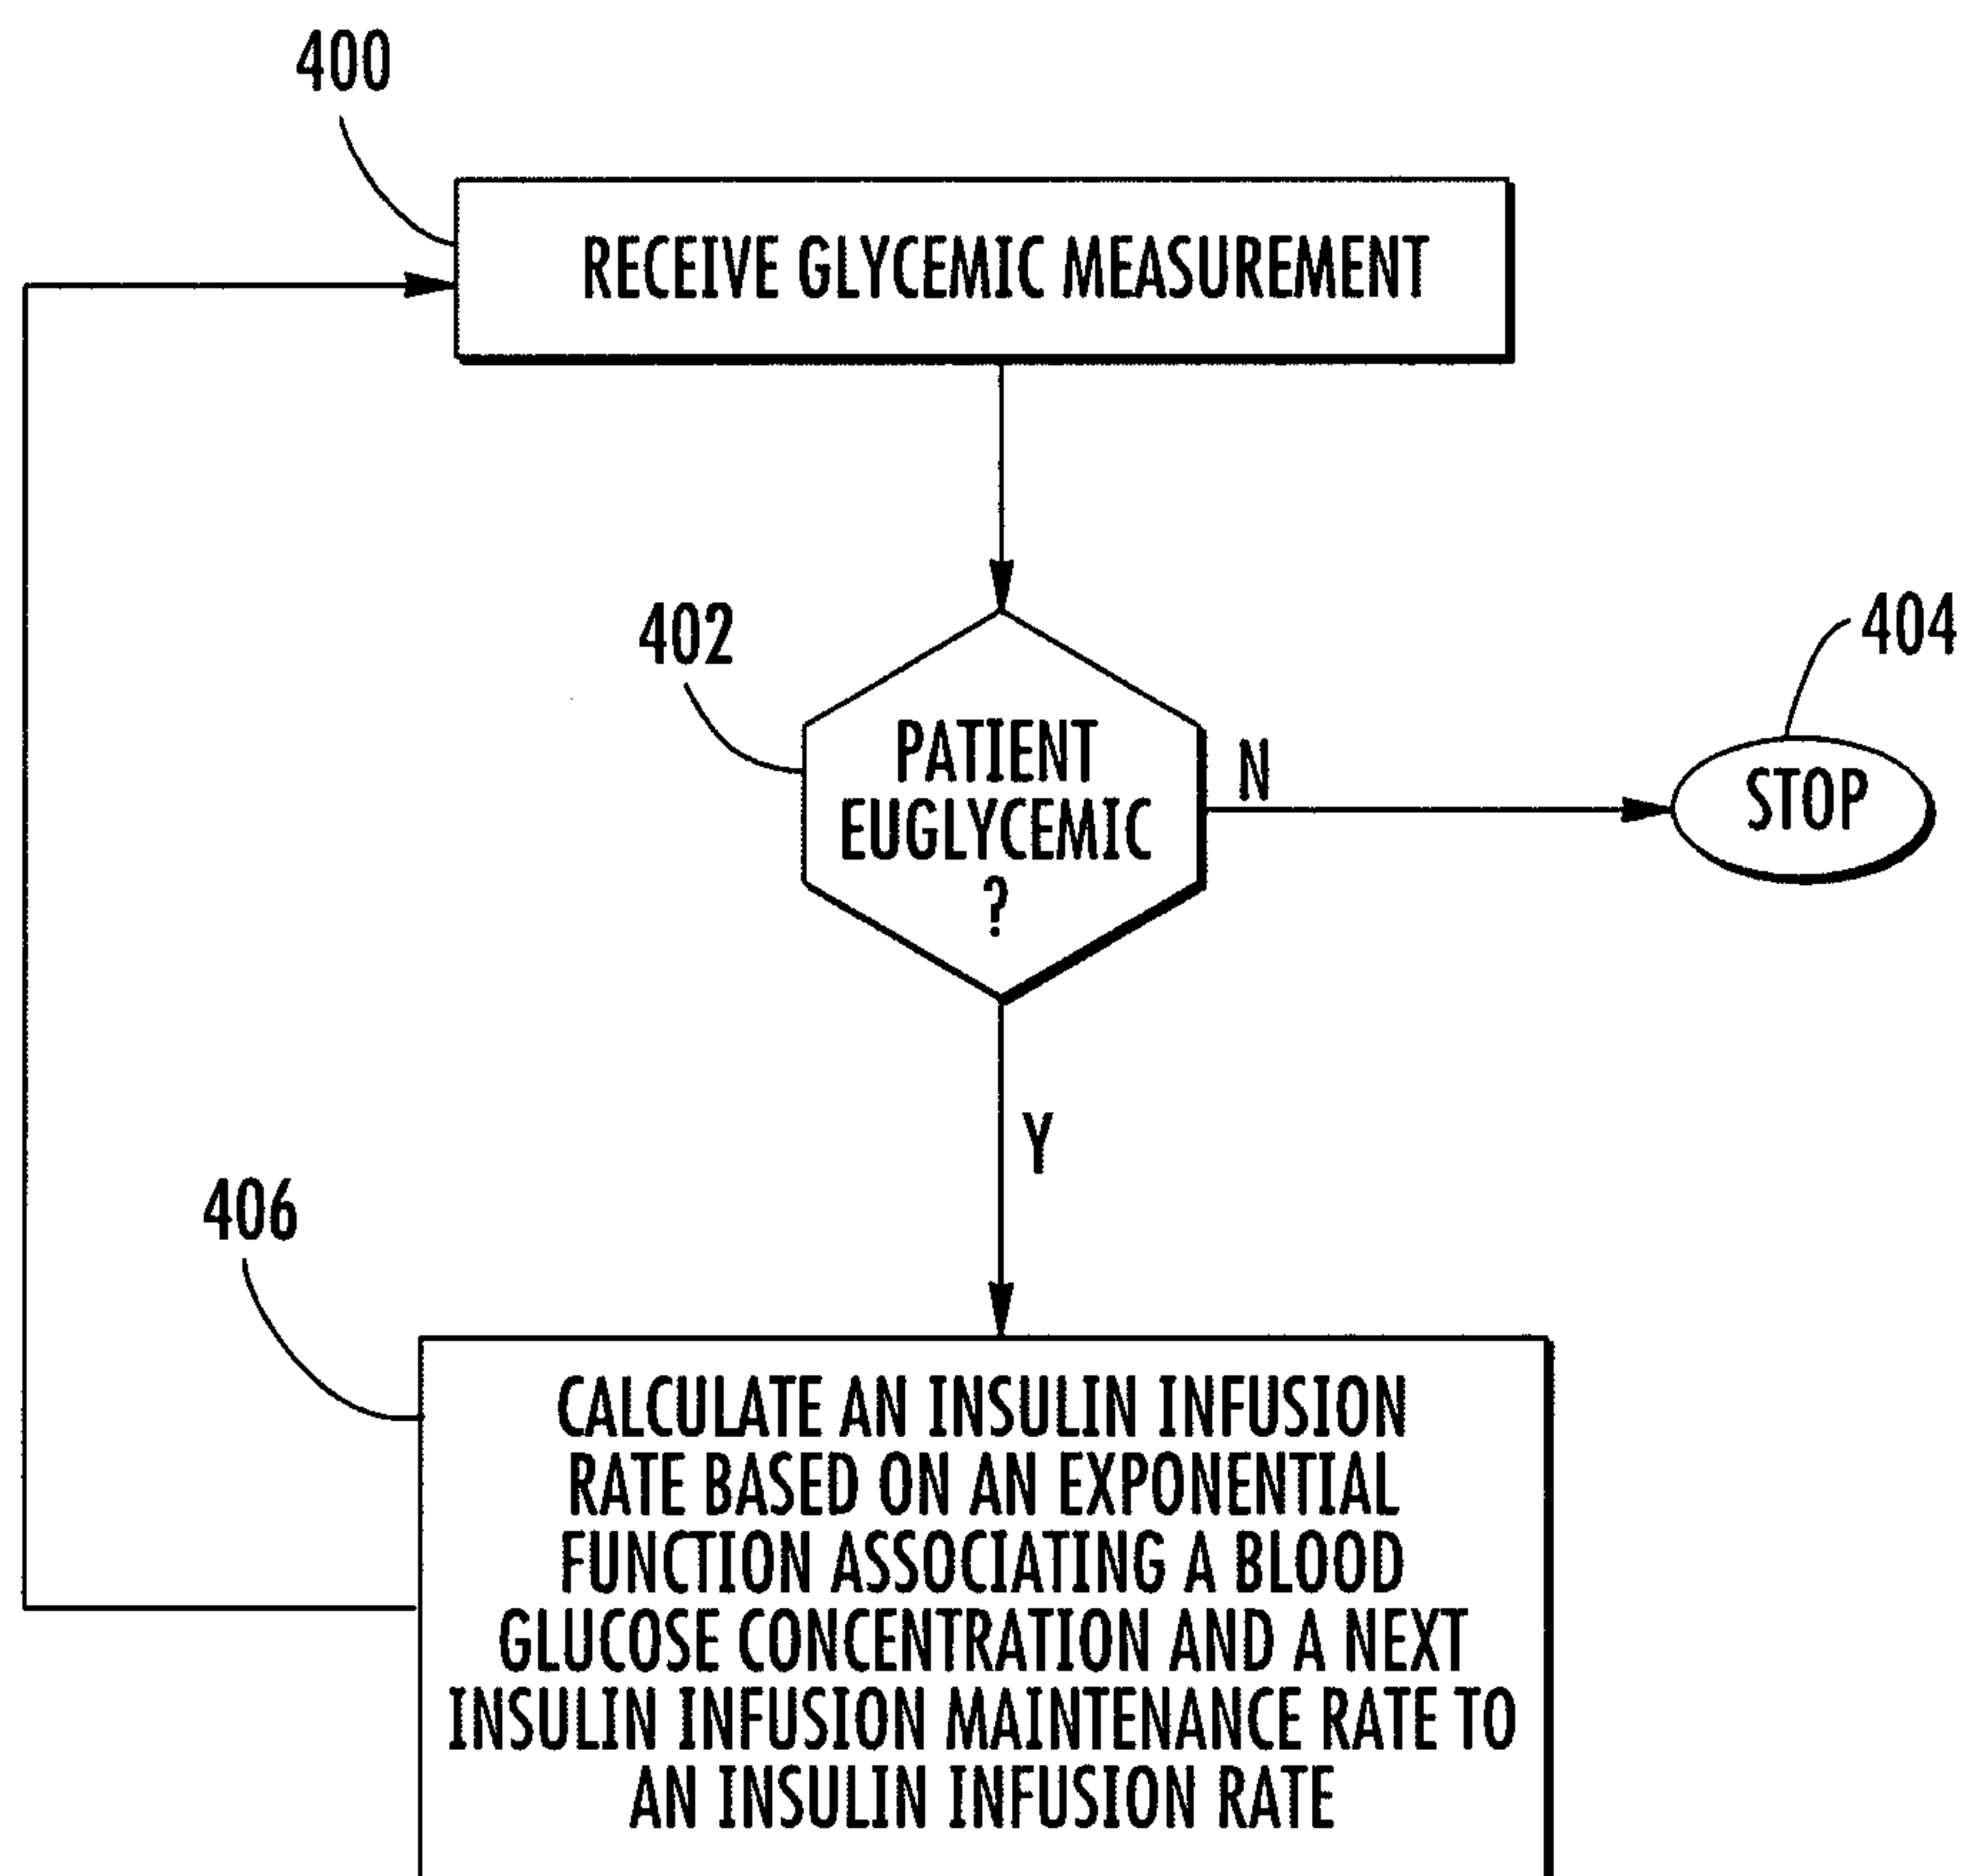 400
RECEIVE GLYCEMIC MEASUREMENT
402
404
PATIENT
EUGLYCEMIC
?
N
STOP
Y
406
CALCULATE AN INSULIN INFUSION
RATE BASED ON AN EXPONENTIAL
FUNCTION ASSOCIATING A BLOOD
GLUCOSE CONCENTRATION AND A NEXT
INSULIN INFUSION MAINTENANCE RATE TO
AN INSULIN INFUSION RATE